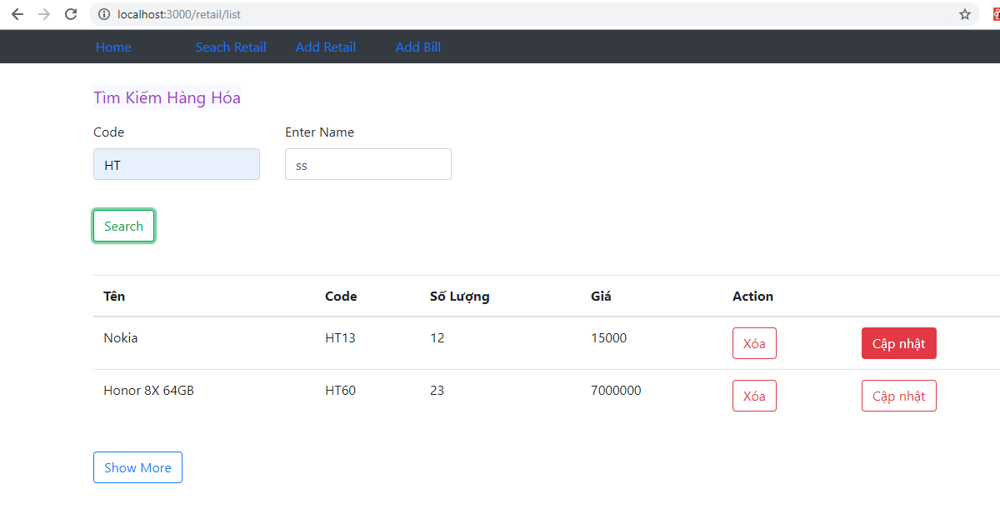 localhost:3000/retail/list
Home Seach Retail Add Retail Add Bill
Tìm Kiếm Hàng Hóa
Code Enter Name
HT ss
Search
Tên Code Số Lượng Giá Action
Nokia HT13 12 15000 Xóa Cập nhật
Honor 8X 64GB HT60 23 7000000 Xóa Cập nhật
Show More